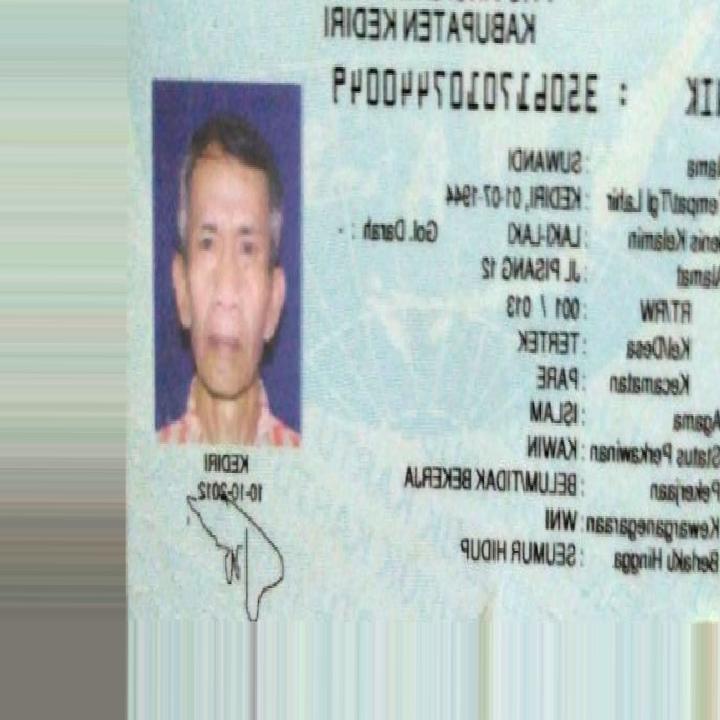 KABUPATEN KEDIRI
NIK : 3506170107440049
Nama : SUWANDI
Tempat/Tgl Lahir : KEDIRI, 01-07-1944
Jenis Kelamin : LAKI-LAKI Gol. Darah : -
Alamat : JL PISANG 12
RT/RW : 001 / 013
Kel/Desa : TERTEK
Kecamatan : PARE
Agama : ISLAM
Status Perkawinan : KAWIN
Pekerjaan : BELUM/TIDAK BEKERJA
Kewarganegaraan : WNI
Berlaku Hingga : SEUMUR HIDUP
KEDIRI
10-10-2012